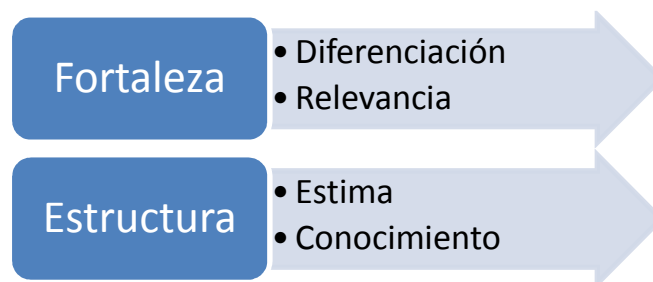 Fortaleza
• Diferenciación
• Relevancia
Estructura
• Estima
• Conocimiento